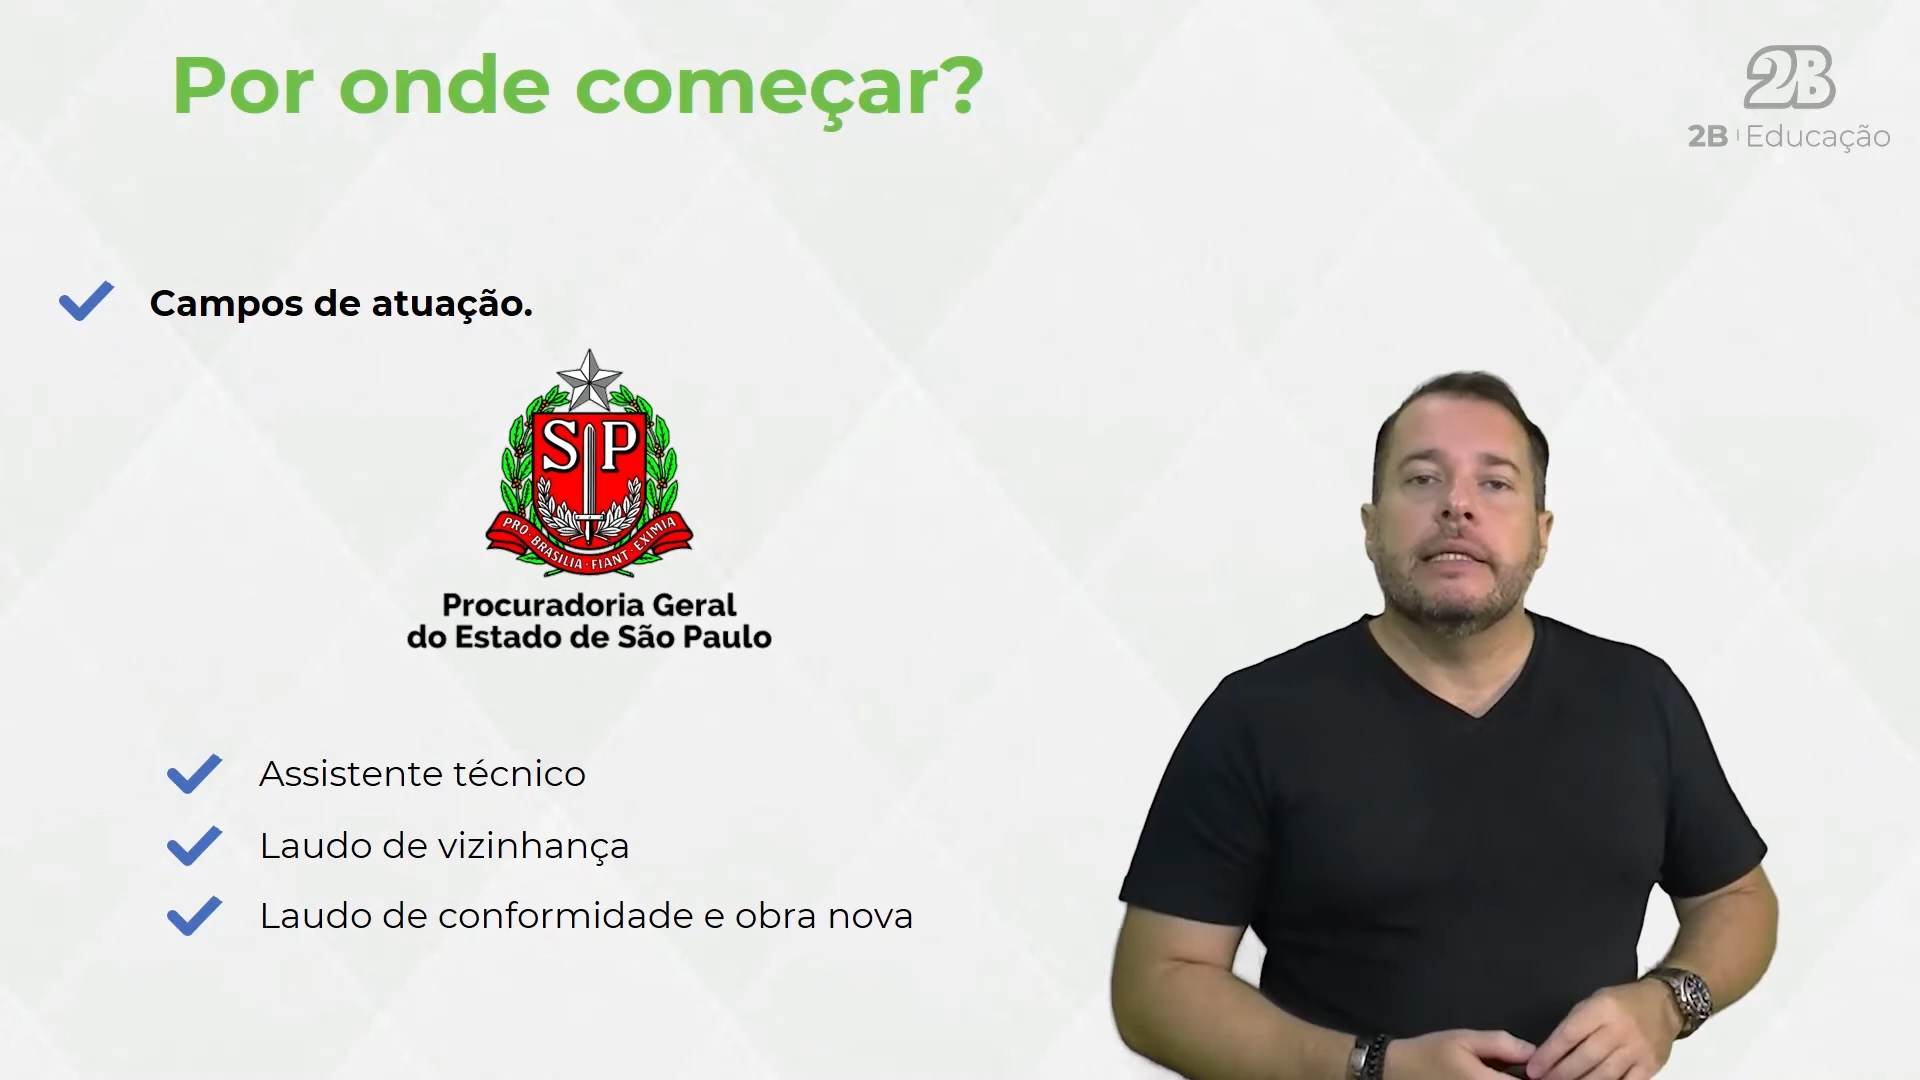 Por onde começar?
2B
2B Educação
Campos de atuação.
SP
PRO·BRASILIA·FIANT·EXIMIA
Procuradoria Geral
do Estado de São Paulo
Assistente técnico
Laudo de vizinhança
Laudo de conformidade e obra nova